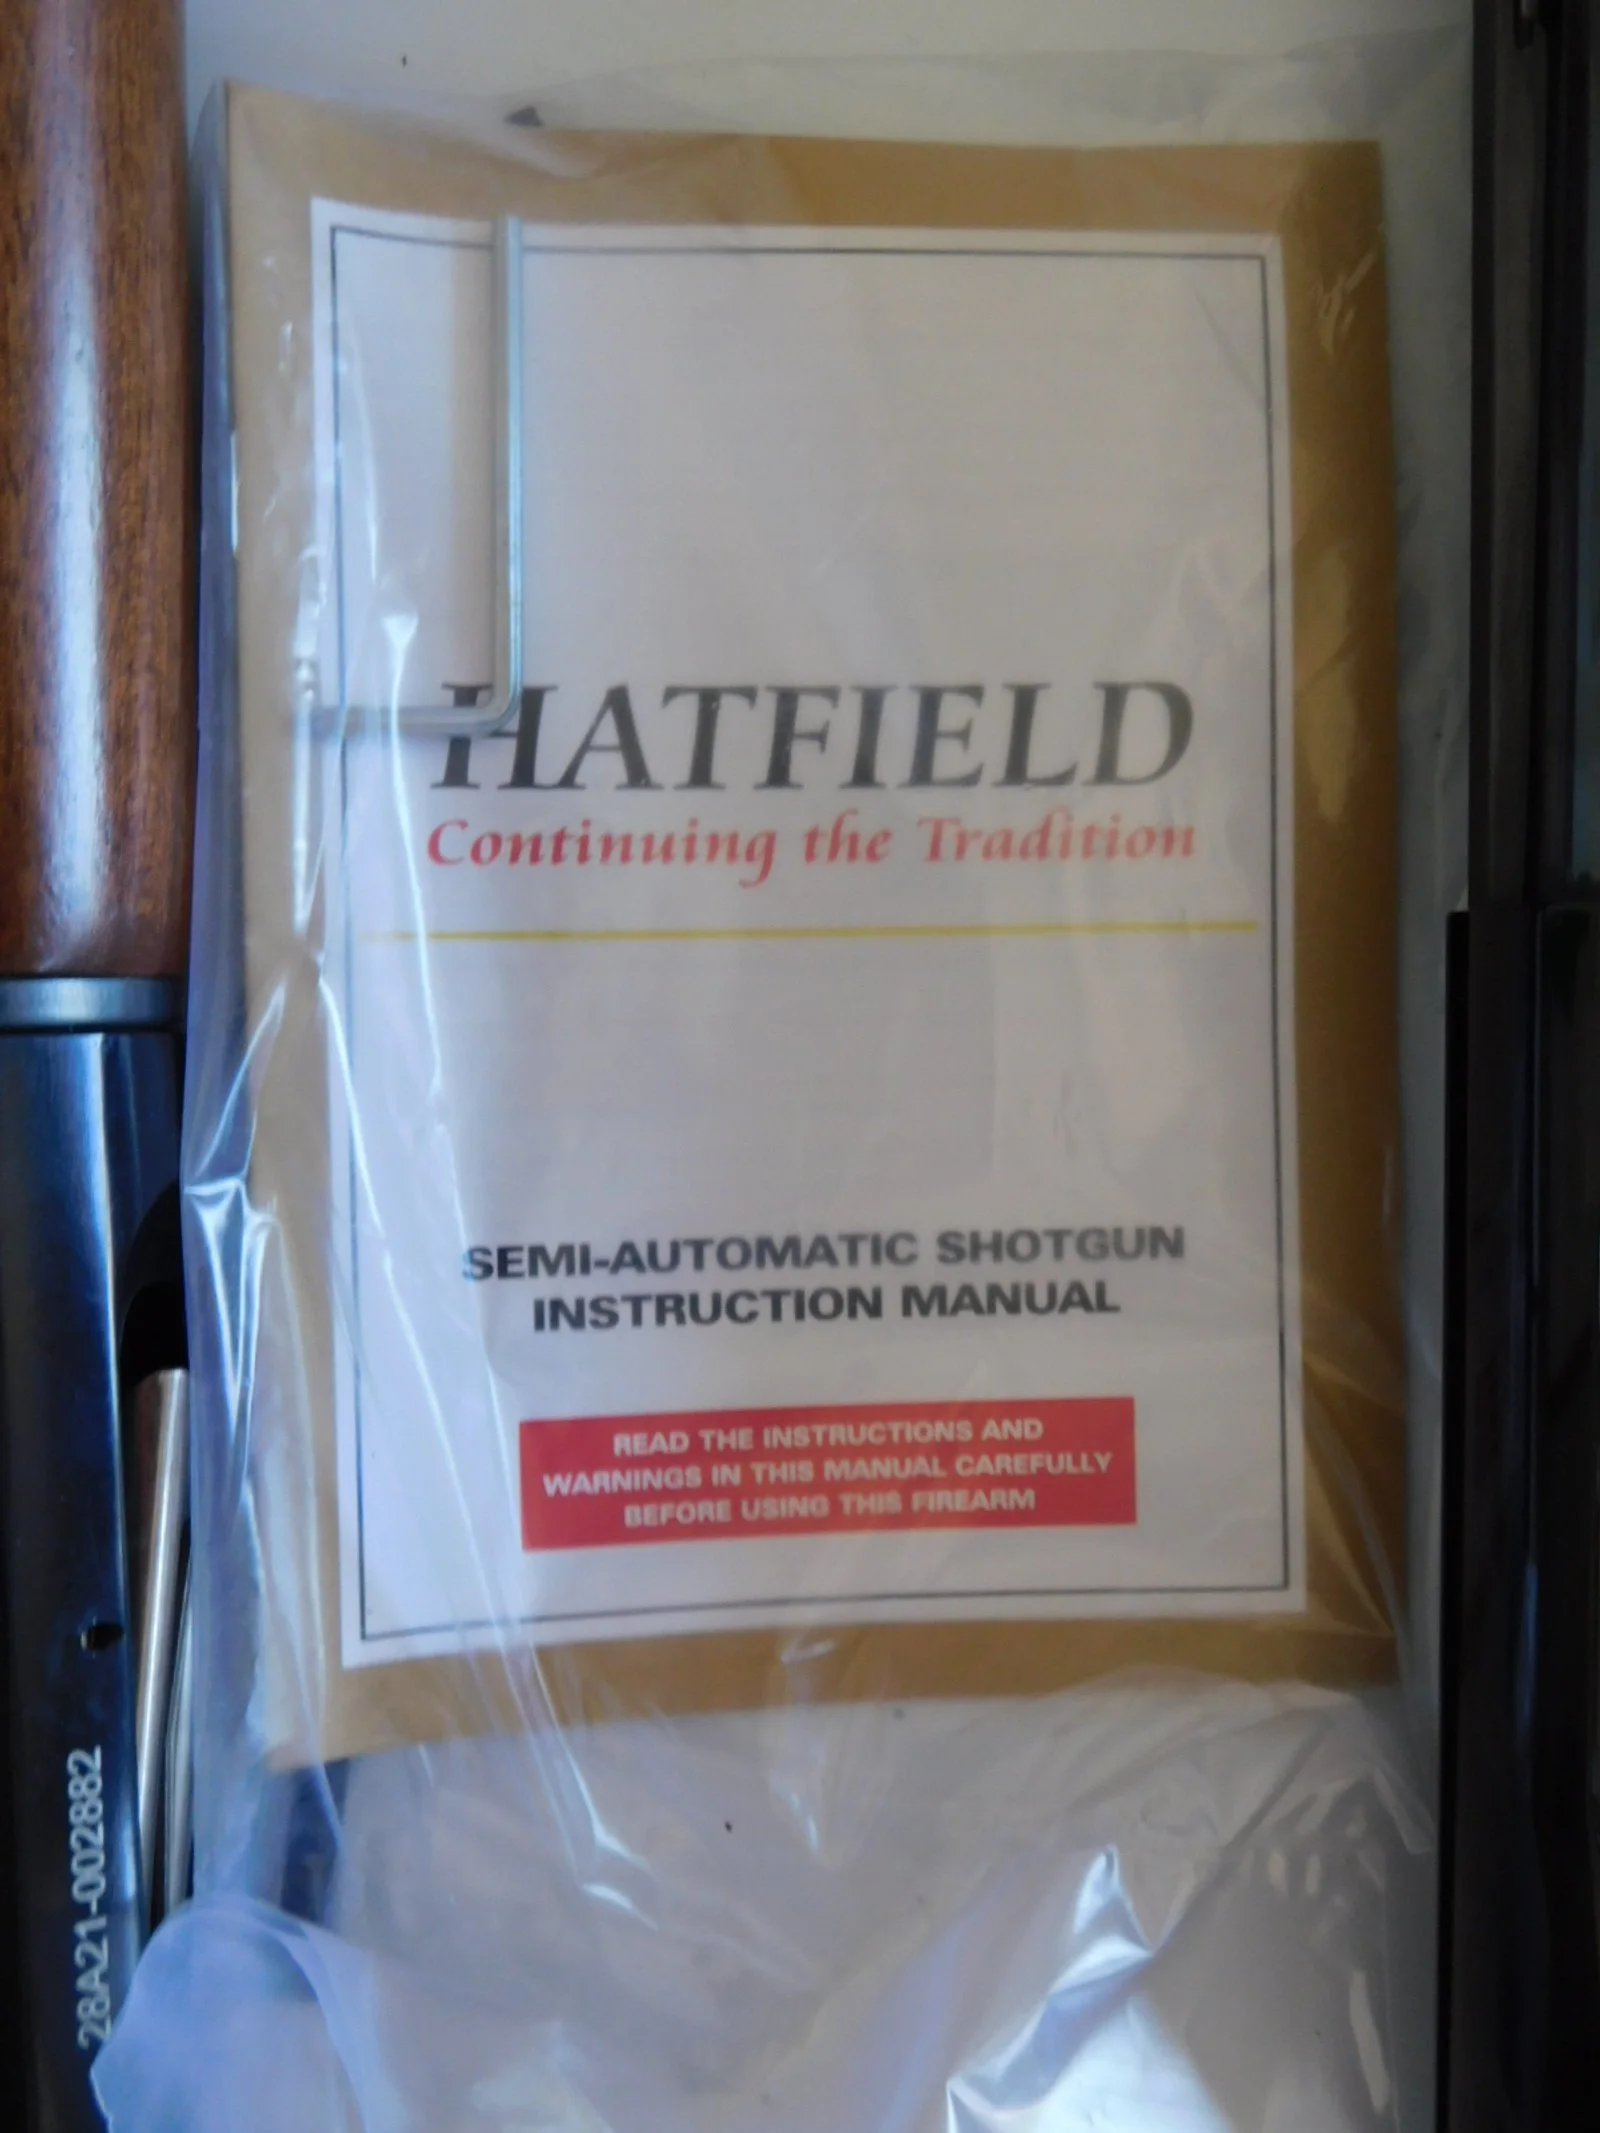 HATFIELD
Continuing the Tradition
SEMI-AUTOMATIC SHOTGUN
INSTRUCTION MANUAL
READ THE INSTRUCTIONS AND
WARNINGS IN THIS MANUAL CAREFULLY
BEFORE USING THIS FIREARM
28A21-002882